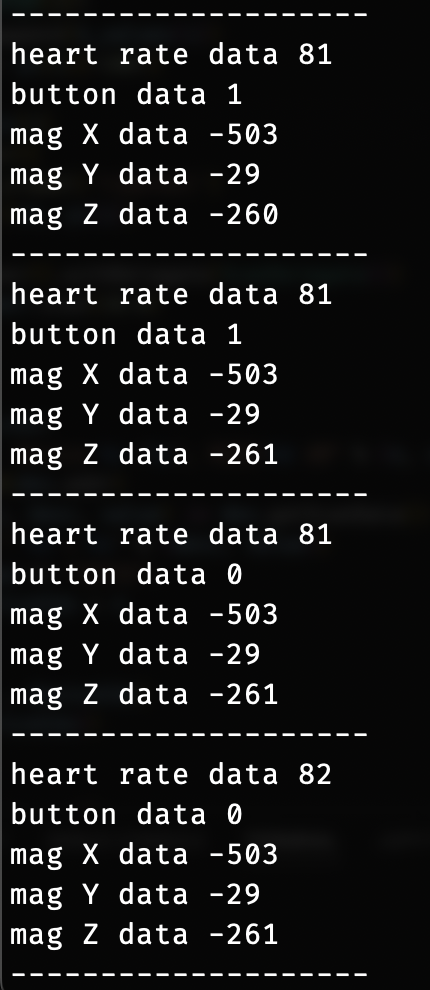 --------------------
heart rate data 81
button data 1
mag X data -503
mag Y data -29
mag Z data -260
--------------------
heart rate data 81
button data 1
mag X data -503
mag Y data -29
mag Z data -261
--------------------
heart rate data 81
button data 0
mag X data -503
mag Y data -29
mag Z data -261
--------------------
heart rate data 82
button data 0
mag X data -503
mag Y data -29
mag Z data -261
--------------------